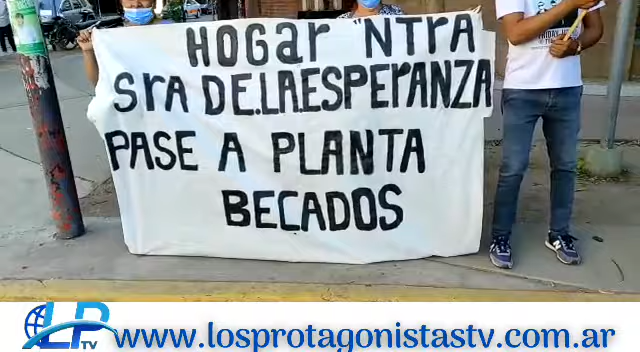 HOGar "NTrA
SrA DE.LA.ESPErANZA
PASE A PLANTA
BECADOS
LP TV www.losprotagonistastv.com.ar